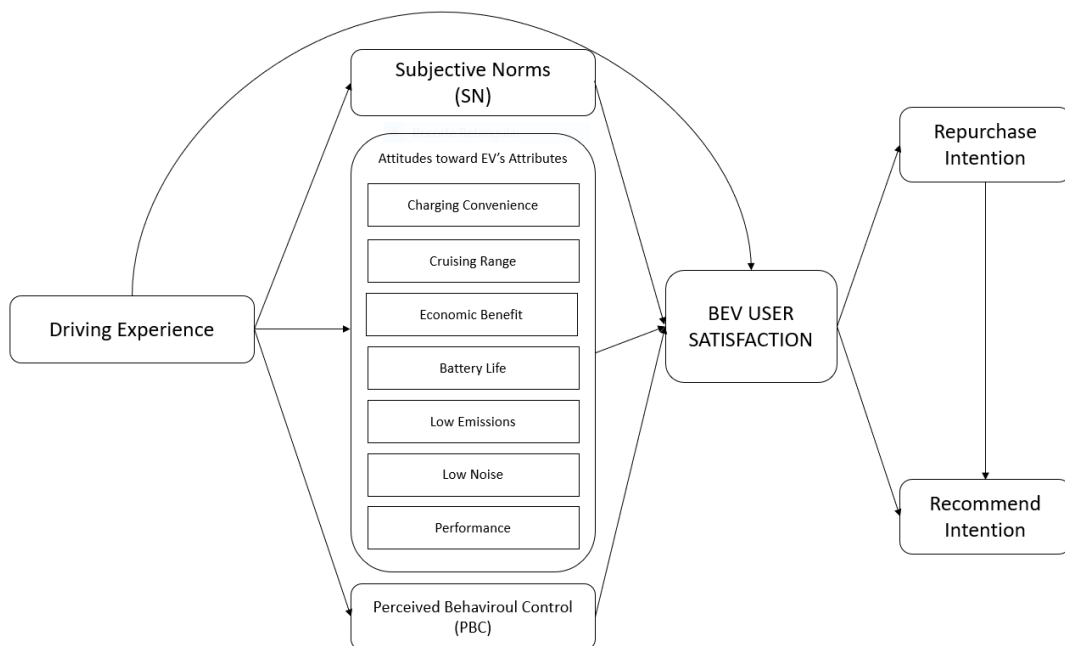 Subjective Norms
(SN)
Attitudes toward EV's Attributes
Charging Convenience
Cruising Range
Economic Benefit
Battery Life
Low Emissions
Low Noise
Performance
Perceived Behaviroul Control
(PBC)
Driving Experience
BEV USER
SATISFACTION
Repurchase
Intention
Recommend
Intention